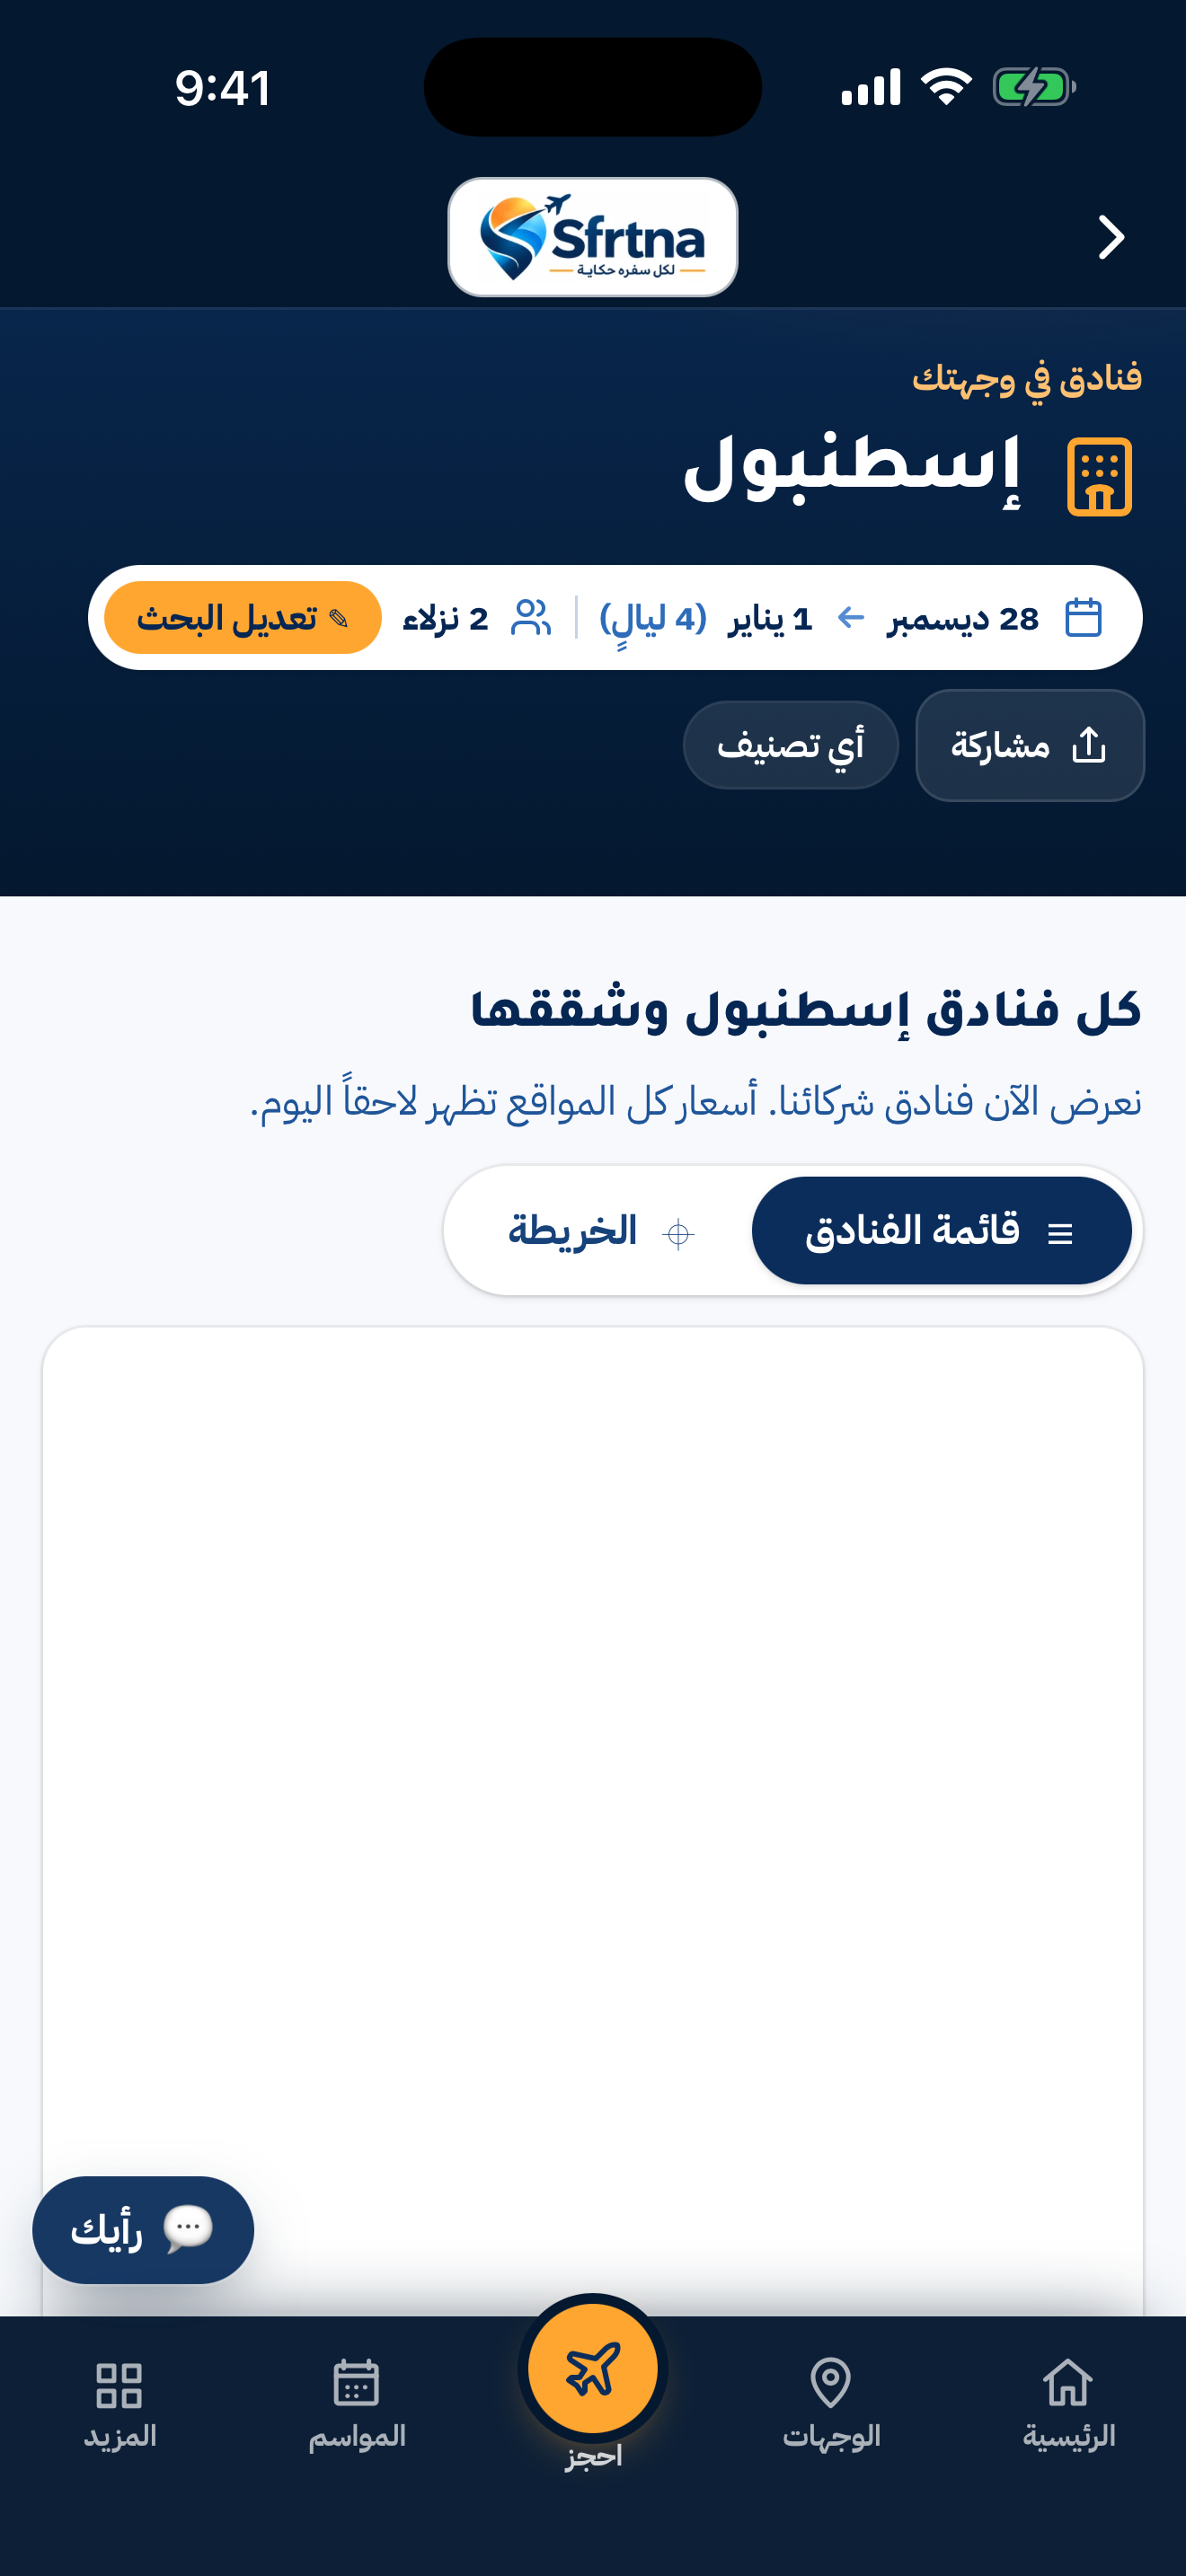 9:41
Sfrtna
لكل سفره حكاية
فنادق في وجهتك
إسطنبول
28 ديسمبر ← 1 يناير (4 ليالٍ) 2 نزلاء ✎ تعديل البحث
مشاركة أي تصنيف
كل فنادق إسطنبول وشققها
نعرض الآن فنادق شركائنا. أسعار كل المواقع تظهر لاحقاً اليوم.
قائمة الفنادق الخريطة
رأيك
الرئيسية الوجهات احجز المواسم المزيد